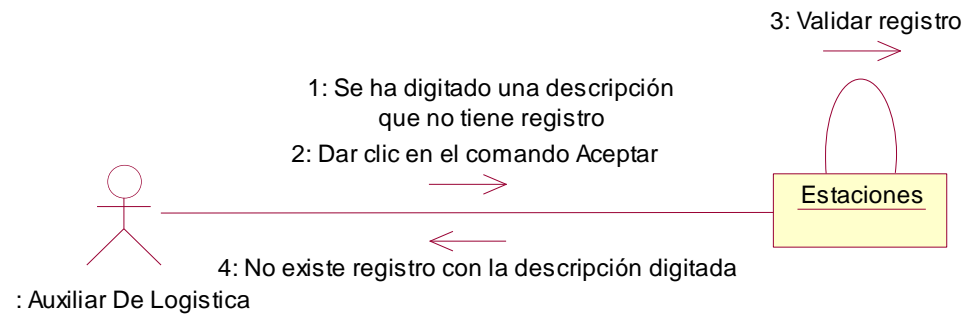 3: Validar registro
1: Se ha digitado una descripción
que no tiene registro
2: Dar clic en el comando Aceptar
Estaciones
4: No existe registro con la descripción digitada
: Auxiliar De Logistica